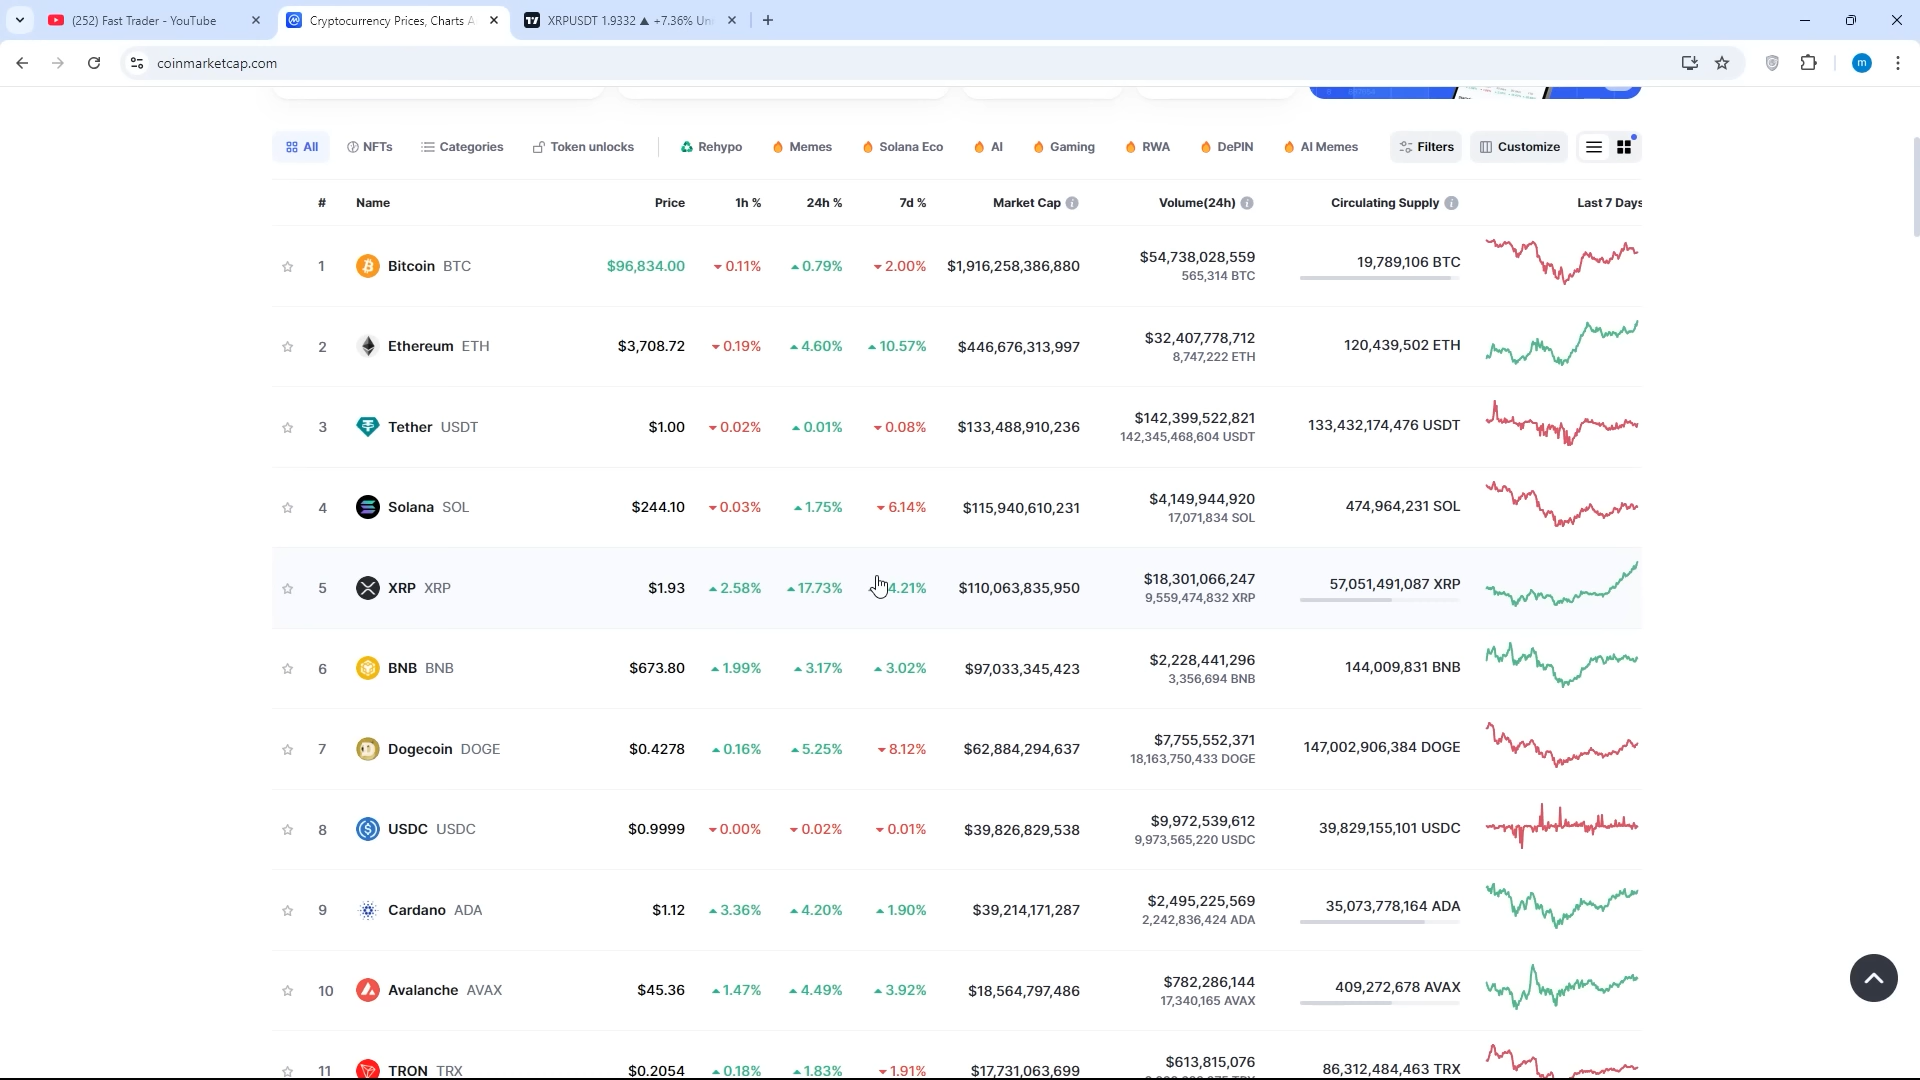 (252) Fast Trader - YouTube
Cryptocurrency Prices, Charts A
XRPUSDT 1.9332 ▲ +7.36% Un
coinmarketcap.com
m
All NFTs Categories Token unlocks Rehypo Memes Solana Eco AI Gaming RWA DePIN AI Memes Filters Customize
# Name Price 1h % 24h % 7d % Market Cap Volume(24h) Circulating Supply Last 7 Days
1 Bitcoin BTC $96,834.00 0.11% 0.79% 2.00% $1,916,258,386,880 $54,738,028,559 19,789,106 BTC
565,314 BTC
2 Ethereum ETH $3,708.72 0.19% 4.60% 10.57% $446,676,313,997 $32,407,778,712 120,439,502 ETH
8,747,222 ETH
3 Tether USDT $1.00 0.02% 0.01% 0.08% $133,488,910,236 $142,399,522,821 133,432,174,476 USDT
142,345,468,604 USDT
4 Solana SOL $244.10 0.03% 1.75% 6.14% $115,940,610,231 $4,149,944,920 474,964,231 SOL
17,071,834 SOL
5 XRP XRP $1.93 2.58% 17.73% 4.21% $110,063,835,950 $18,301,066,247 57,051,491,087 XRP
9,559,474,832 XRP
6 BNB BNB $673.80 1.99% 3.17% 3.02% $97,033,345,423 $2,228,441,296 144,009,831 BNB
3,356,694 BNB
7 Dogecoin DOGE $0.4278 0.16% 5.25% 8.12% $62,884,294,637 $7,755,552,371 147,002,906,384 DOGE
18,163,750,433 DOGE
8 USDC USDC $0.9999 0.00% 0.02% 0.01% $39,826,829,538 $9,972,539,612 39,829,155,101 USDC
9,973,565,220 USDC
9 Cardano ADA $1.12 3.36% 4.20% 1.90% $39,214,171,287 $2,495,225,569 35,073,778,164 ADA
2,242,836,424 ADA
10 Avalanche AVAX $45.36 1.47% 4.49% 3.92% $18,564,797,486 $782,286,144 409,272,678 AVAX
17,340,165 AVAX
11 TRON TRX $0.2054 0.18% 1.83% 1.91% $17,731,063,699 $613,815,076 86,312,484,463 TRX